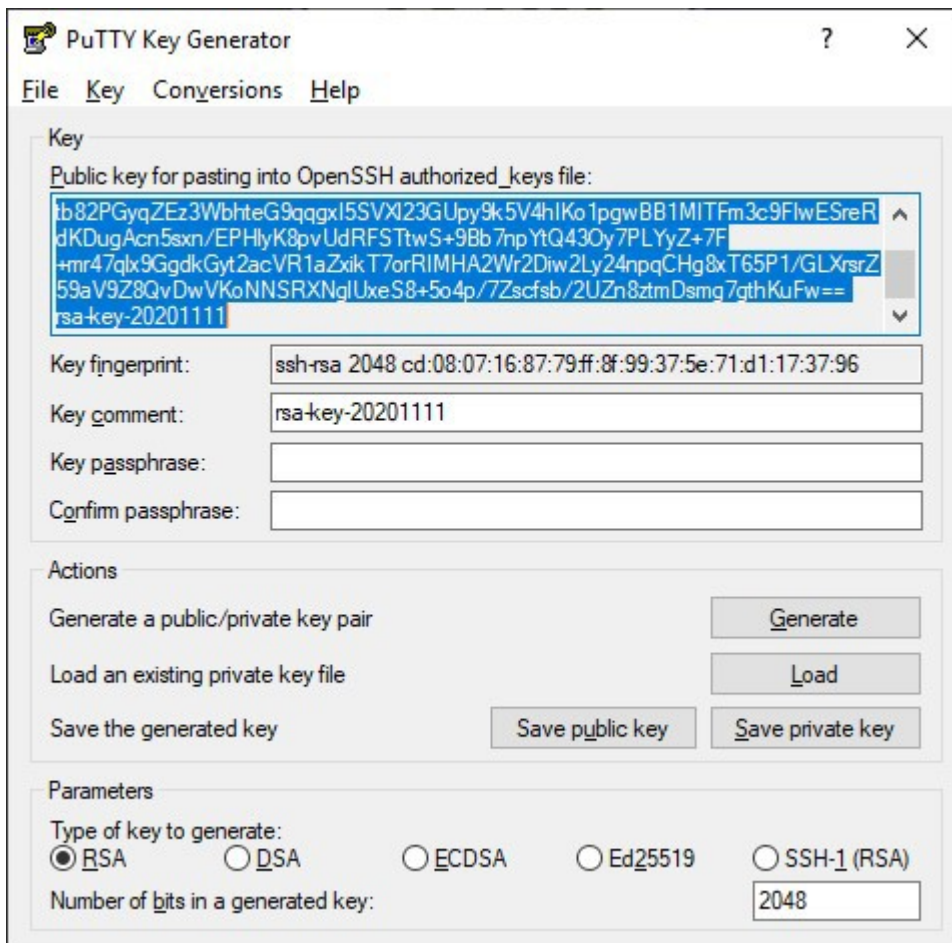 PuTTY Key Generator
File Key Conversions Help
Key
Public key for pasting into OpenSSH authorized_keys file:
tb82PGyqZEz3WbhteG9qqgxI5SVXI23GUpy9k5V4hIKo1pgwBB1MITFm3c9FlwESreR
dKDugAcn5sxn/EPHlyK8pvUdRFSTtwS+9Bb7npYtQ43Oy7PLYyZ+7F
+mr47qlx9GgdkGyt2acVR1aZxikT7orRIMHA2Wr2Diw2Ly24npqCHg8xT65P1/GLXrsrZ
59aV9Z8QvDwVKoNNSRXNglUxeS8+5o4p/7Zscfsb/2UZn8ztmDsmg7gthKuFw==
rsa-key-20201111
Key fingerprint: ssh-rsa 2048 cd:08:07:16:87:79:ff:8f:99:37:5e:71:d1:17:37:96
Key comment: rsa-key-20201111
Key passphrase:
Confirm passphrase:
Actions
Generate a public/private key pair Generate
Load an existing private key file Load
Save the generated key Save public key Save private key
Parameters
Type of key to generate:
RSA DSA ECDSA Ed25519 SSH-1 (RSA)
Number of bits in a generated key: 2048